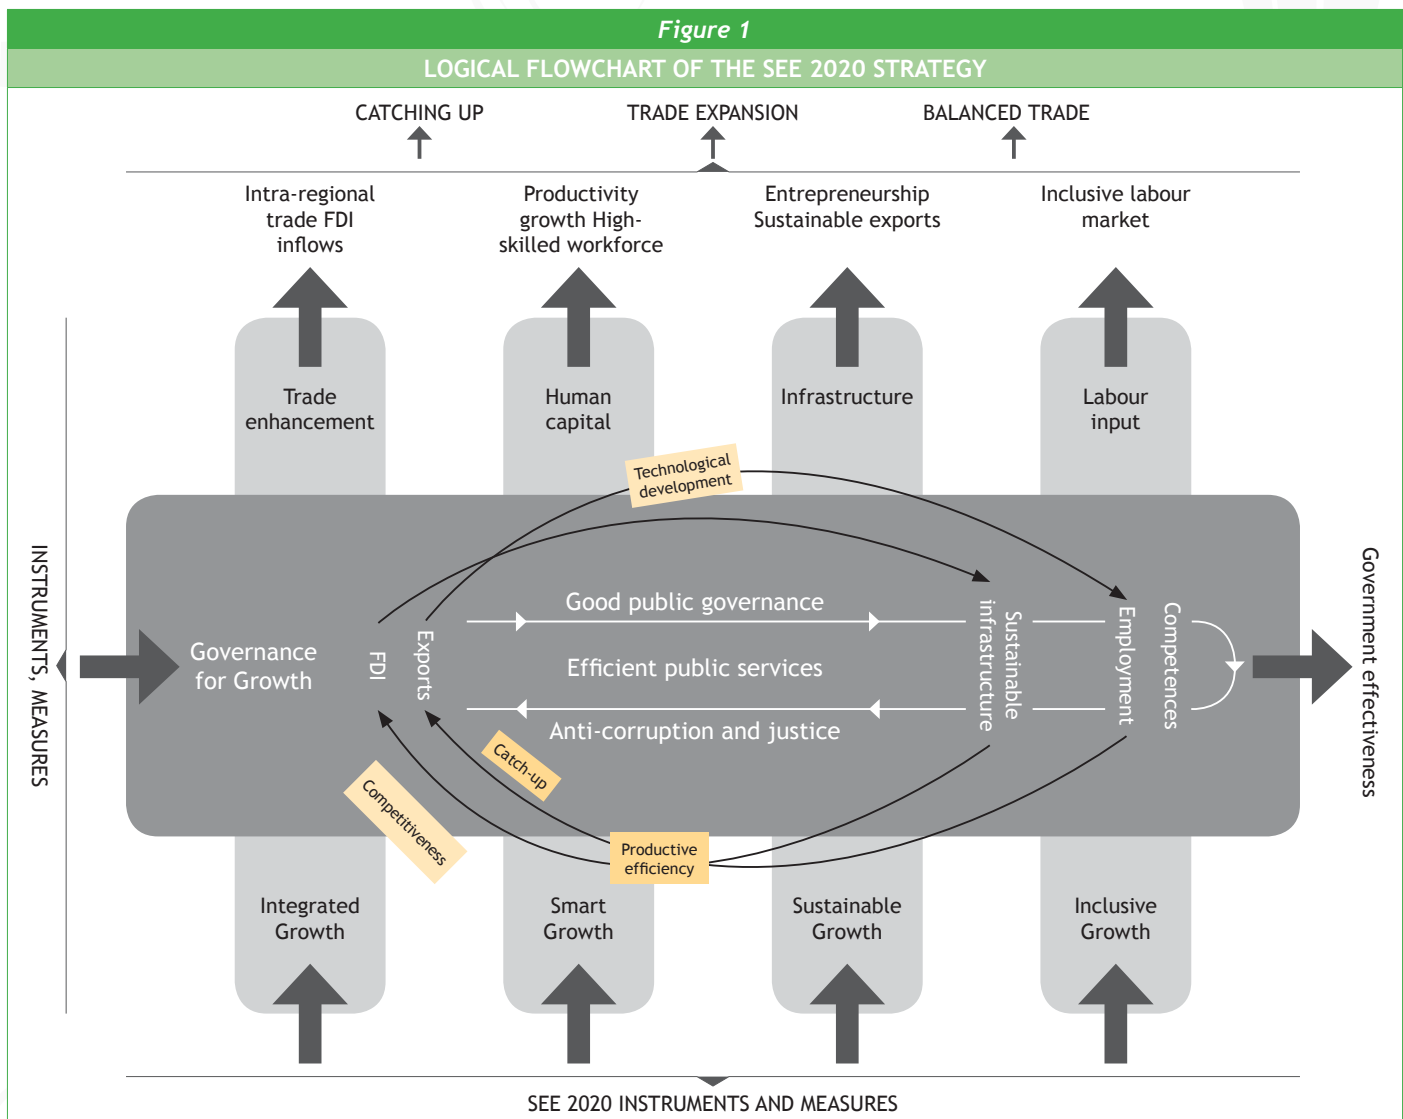 Figure 1
LOGICAL FLOWCHART OF THE SEE 2020 STRATEGY
CATCHING UP
TRADE EXPANSION
BALANCED TRADE
Intra-regional
trade FDI
inflows
Productivity
growth High-
skilled workforce
Entrepreneurship
Sustainable exports
Inclusive labour
market
Trade
enhancement
Human
capital
Infrastructure
Labour
input
Technological
development
INSTRUMENTS, MEASURES
Governance
for Growth
FDI
Exports
Good public governance
Efficient public services
Anti-corruption and justice
Sustainable
infrastructure
Employment
Competences
Government effectiveness
Catch-up
Competitiveness
Productive
efficiency
Integrated
Growth
Smart
Growth
Sustainable
Growth
Inclusive
Growth
SEE 2020 INSTRUMENTS AND MEASURES